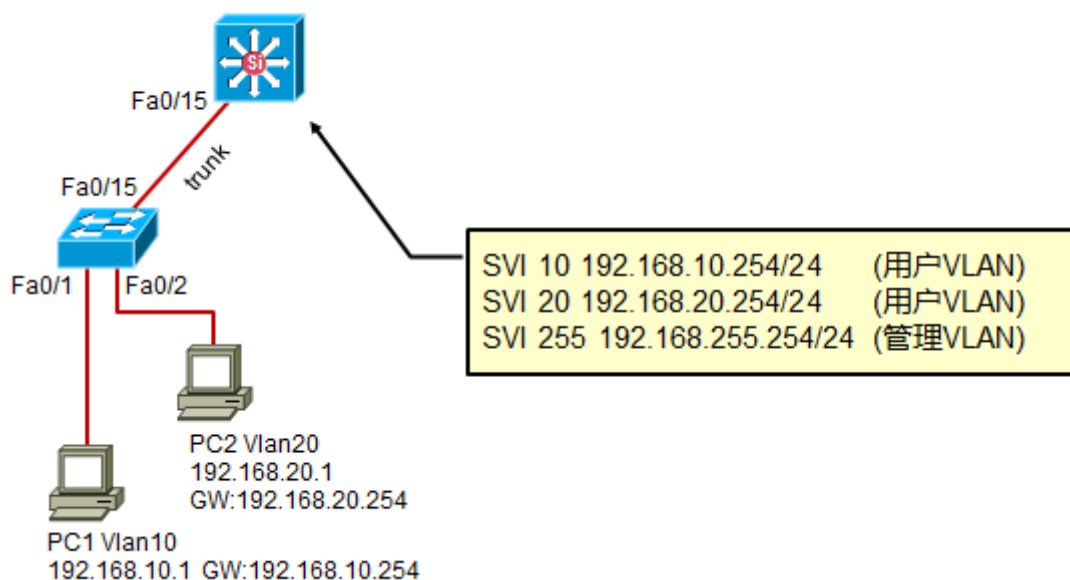 Si
Fa0/15
trunk
Fa0/15
Fa0/1
Fa0/2
SVI 10 192.168.10.254/24 (用户VLAN)
SVI 20 192.168.20.254/24 (用户VLAN)
SVI 255 192.168.255.254/24 (管理VLAN)
PC2 Vlan20
192.168.20.1
GW:192.168.20.254
PC1 Vlan10
192.168.10.1 GW:192.168.10.254